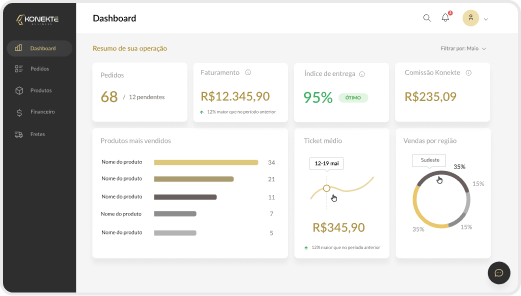 KONEKTE
Dashboard
Pedidos
Produtos
Financeiro
Fretes
Dashboard
Resumo de sua operação
Filtrar por: Maio
Pedidos
68 / 12 pendentes
Faturamento
R$12.345,90
12% maior que no período anterior
Índice de entrega
95% ÓTIMO
Comissão Konekte
R$235,09
Produtos mais vendidos
Nome do produto 34
Nome do produto 21
Nome do produto 11
Nome do produto 7
Nome do produto 5
Ticket médio
12-19 mai
R$345,90
12% maior que no período anterior
Vendas por região
Sudeste
35%
15%
15%
35%